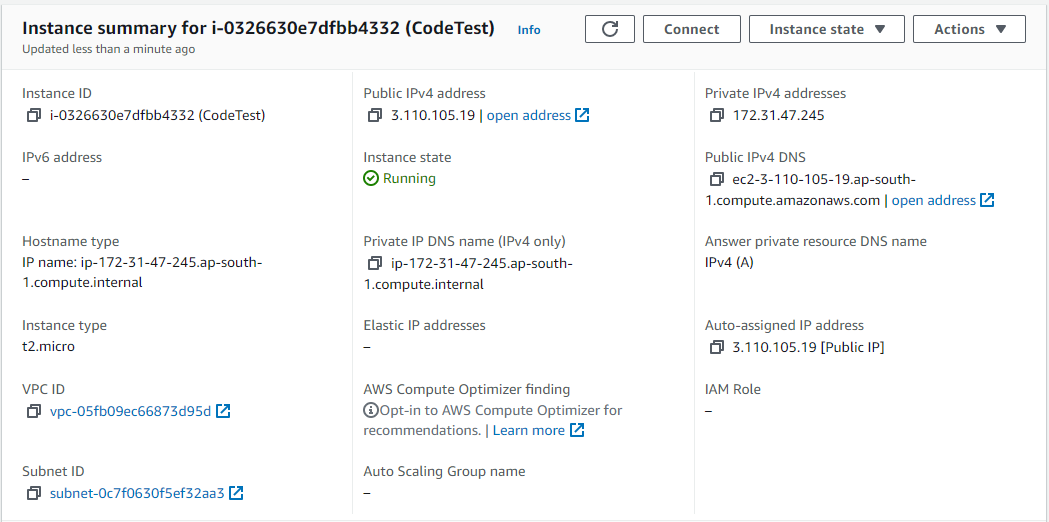 Instance summary for i-0326630e7dfbb4332 (CodeTest) Info
Updated less than a minute ago
Connect
Instance state
Actions
Instance ID
i-0326630e7dfbb4332 (CodeTest)
Public IPv4 address
3.110.105.19 | open address
Private IPv4 addresses
172.31.47.245
IPv6 address
–
Instance state
Running
Public IPv4 DNS
ec2-3-110-105-19.ap-south-
1.compute.amazonaws.com | open address
Hostname type
IP name: ip-172-31-47-245.ap-south-
1.compute.internal
Private IP DNS name (IPv4 only)
ip-172-31-47-245.ap-south-
1.compute.internal
Answer private resource DNS name
IPv4 (A)
Instance type
t2.micro
Elastic IP addresses
–
Auto-assigned IP address
3.110.105.19 [Public IP]
VPC ID
vpc-05fb09ec66873d95d
AWS Compute Optimizer finding
Opt-in to AWS Compute Optimizer for
recommendations. | Learn more
IAM Role
–
Subnet ID
subnet-0c7f0630f5ef32aa3
Auto Scaling Group name
–